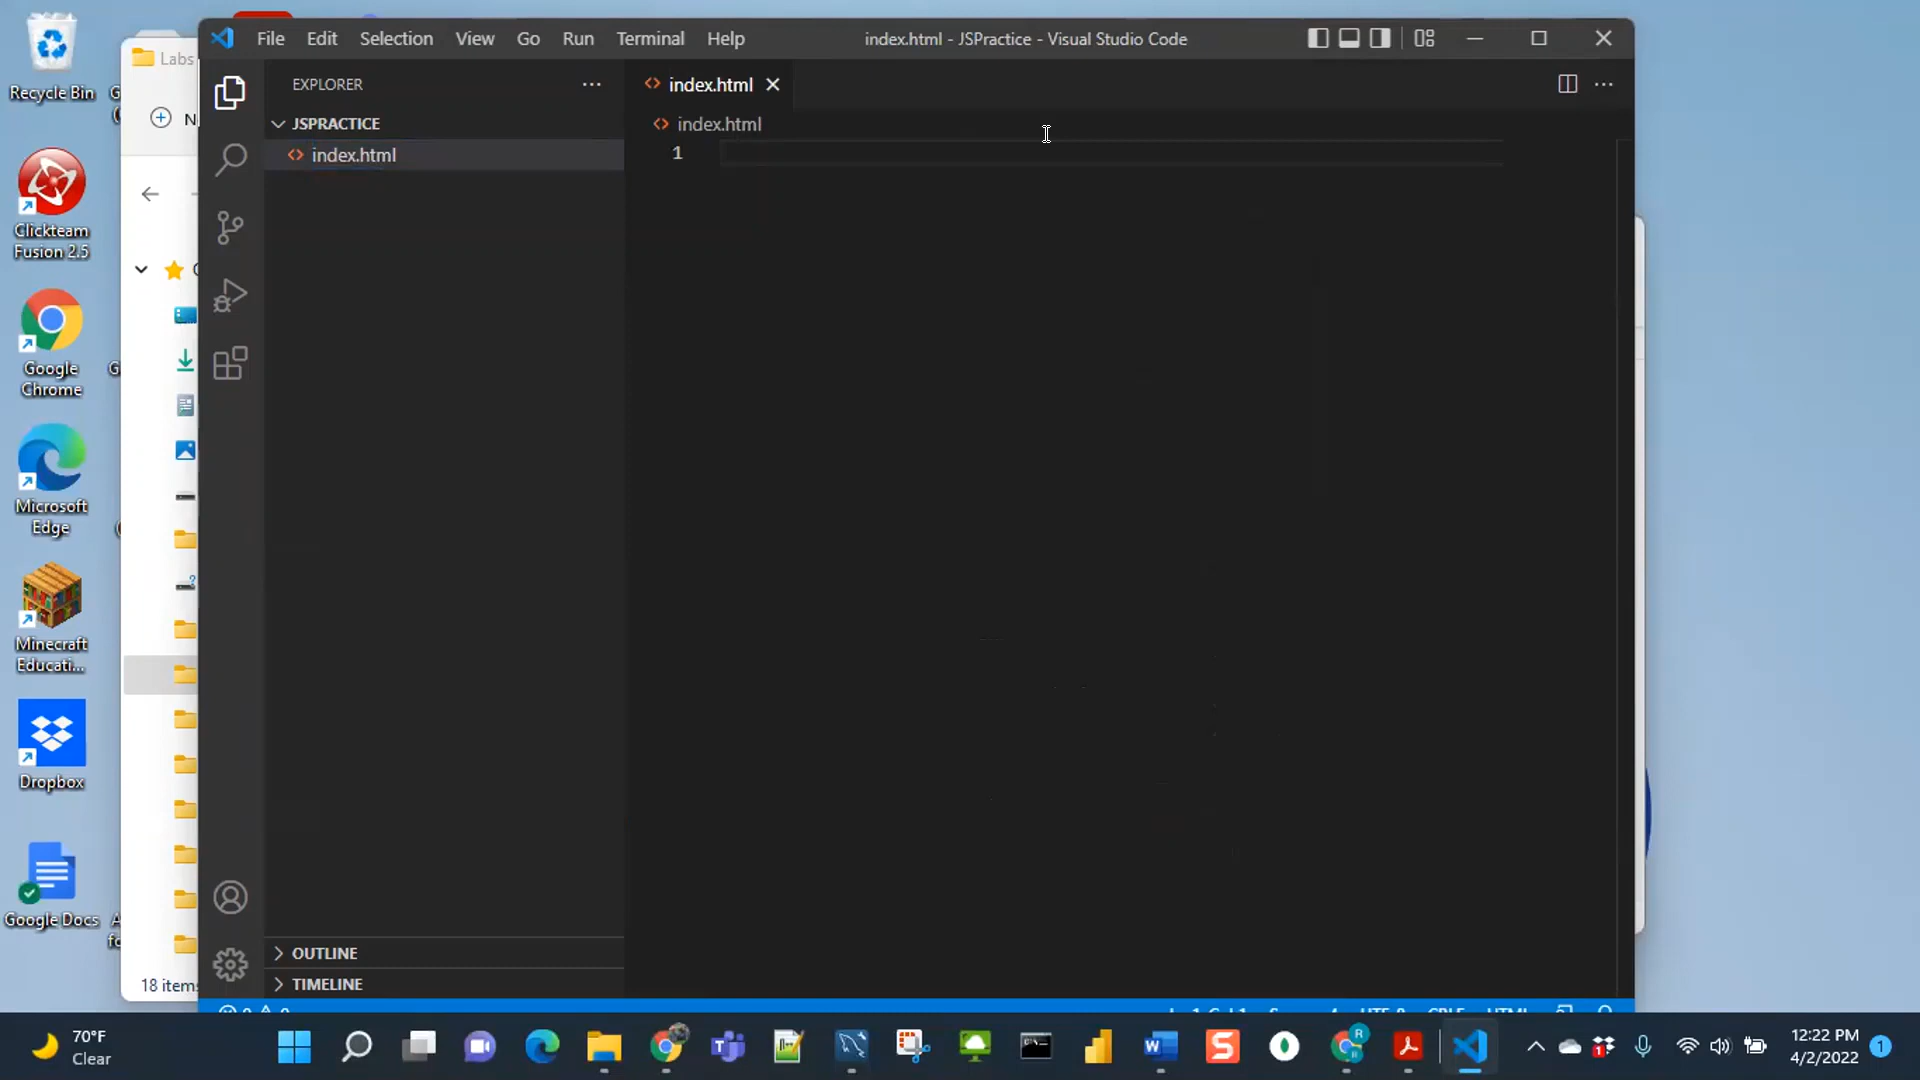 File Edit Selection View Go Run Terminal Help
index.html - JSPractice - Visual Studio Code
Labs
Recycle Bin
EXPLORER
index.html
JSPRACTICE
index.html
index.html
1
Clickteam
Fusion 2.5
Google
Chrome
Microsoft
Edge
Minecraft
Educati...
Dropbox
Google Docs
OUTLINE
TIMELINE
18 items
70°F
Clear
12:22 PM
4/2/2022
1